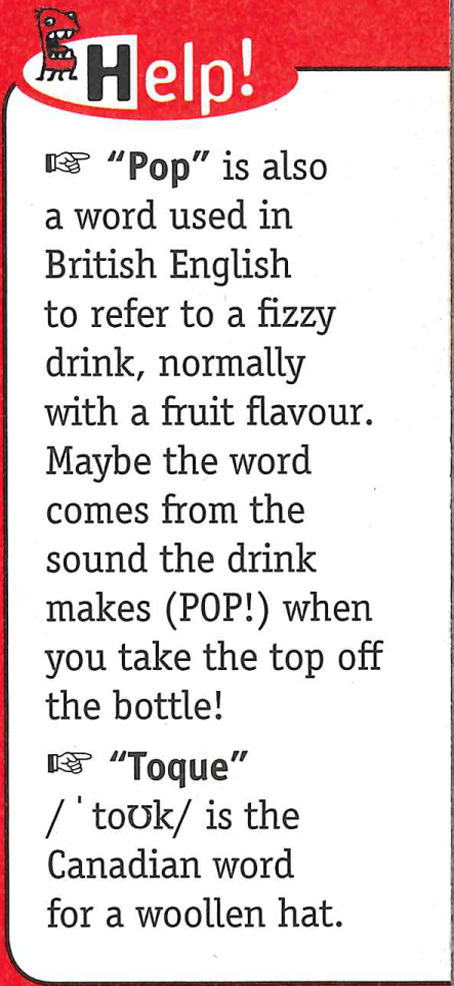 Help!
☞ “Pop” is also
a word used in
British English
to refer to a fizzy
drink, normally
with a fruit flavour.
Maybe the word
comes from the
sound the drink
makes (POP!) when
you take the top off
the bottle!
☞ “Toque”
/ ˈtoʊk/ is the
Canadian word
for a woollen hat.